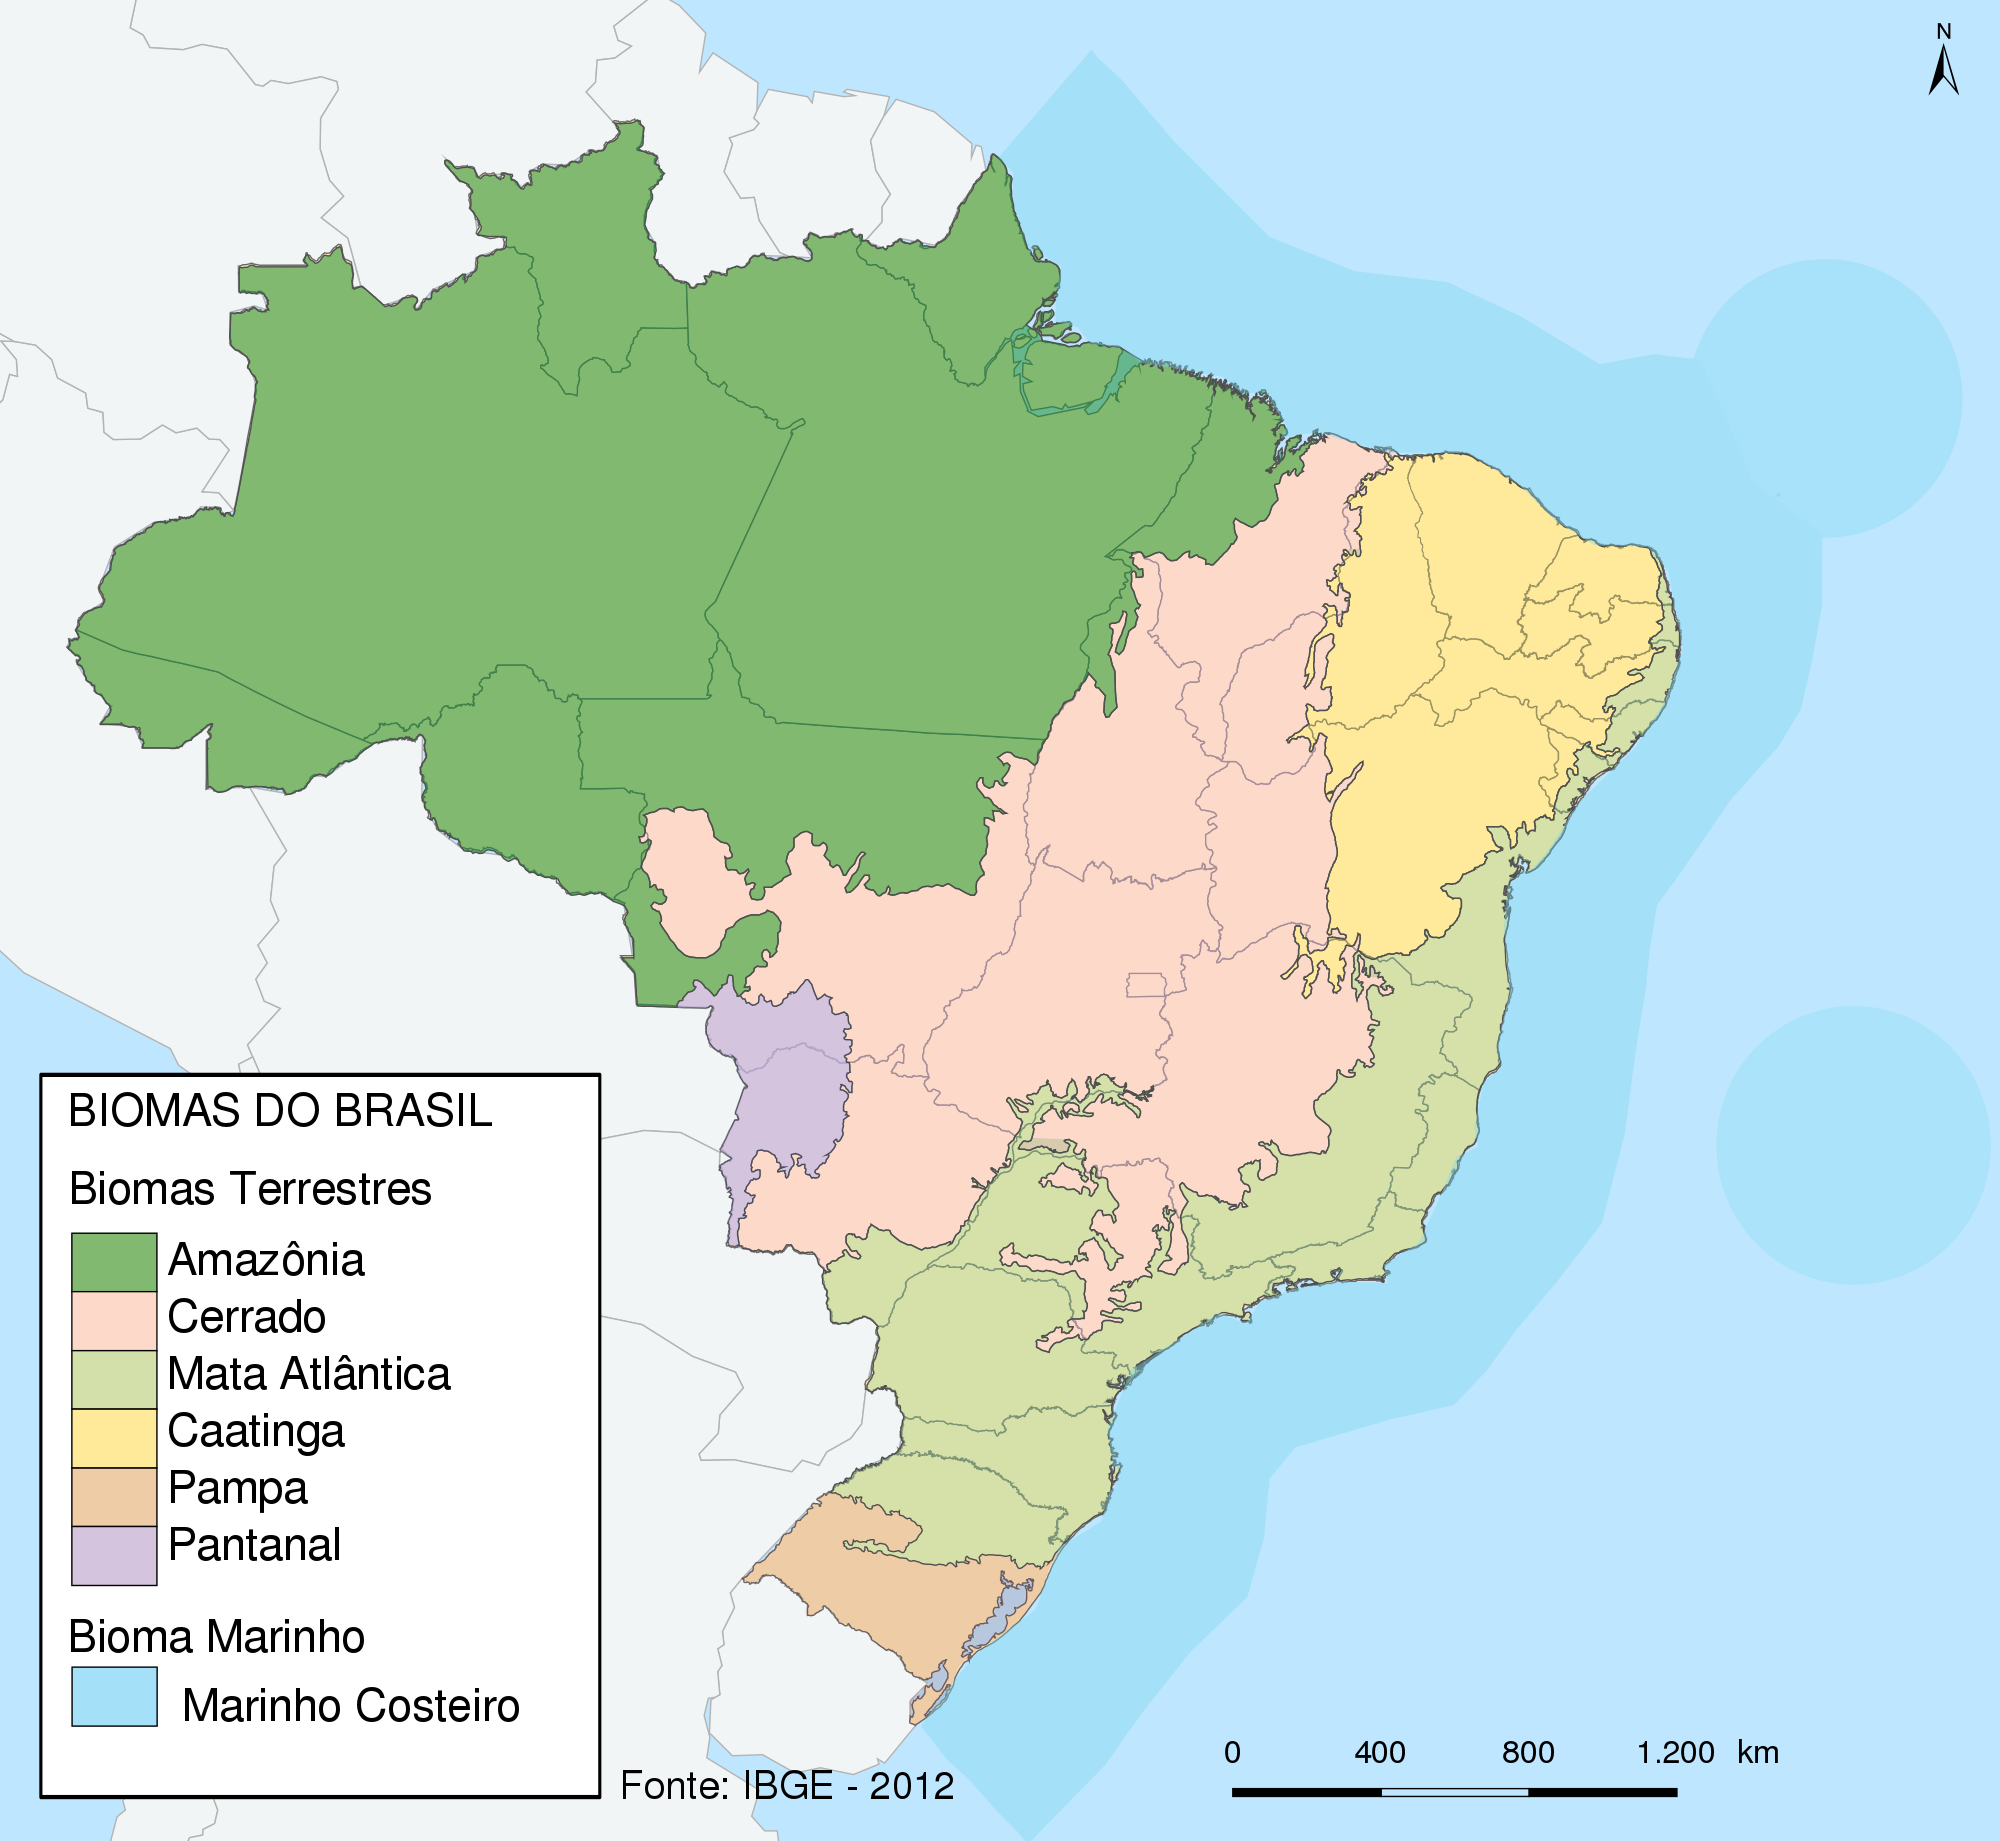 N
BIOMAS DO BRASIL
Biomas Terrestres
Amazônia
Cerrado
Mata Atlântica
Caatinga
Pampa
Pantanal
Bioma Marinho
Marinho Costeiro
Fonte: IBGE - 2012
0 400 800 1.200 km